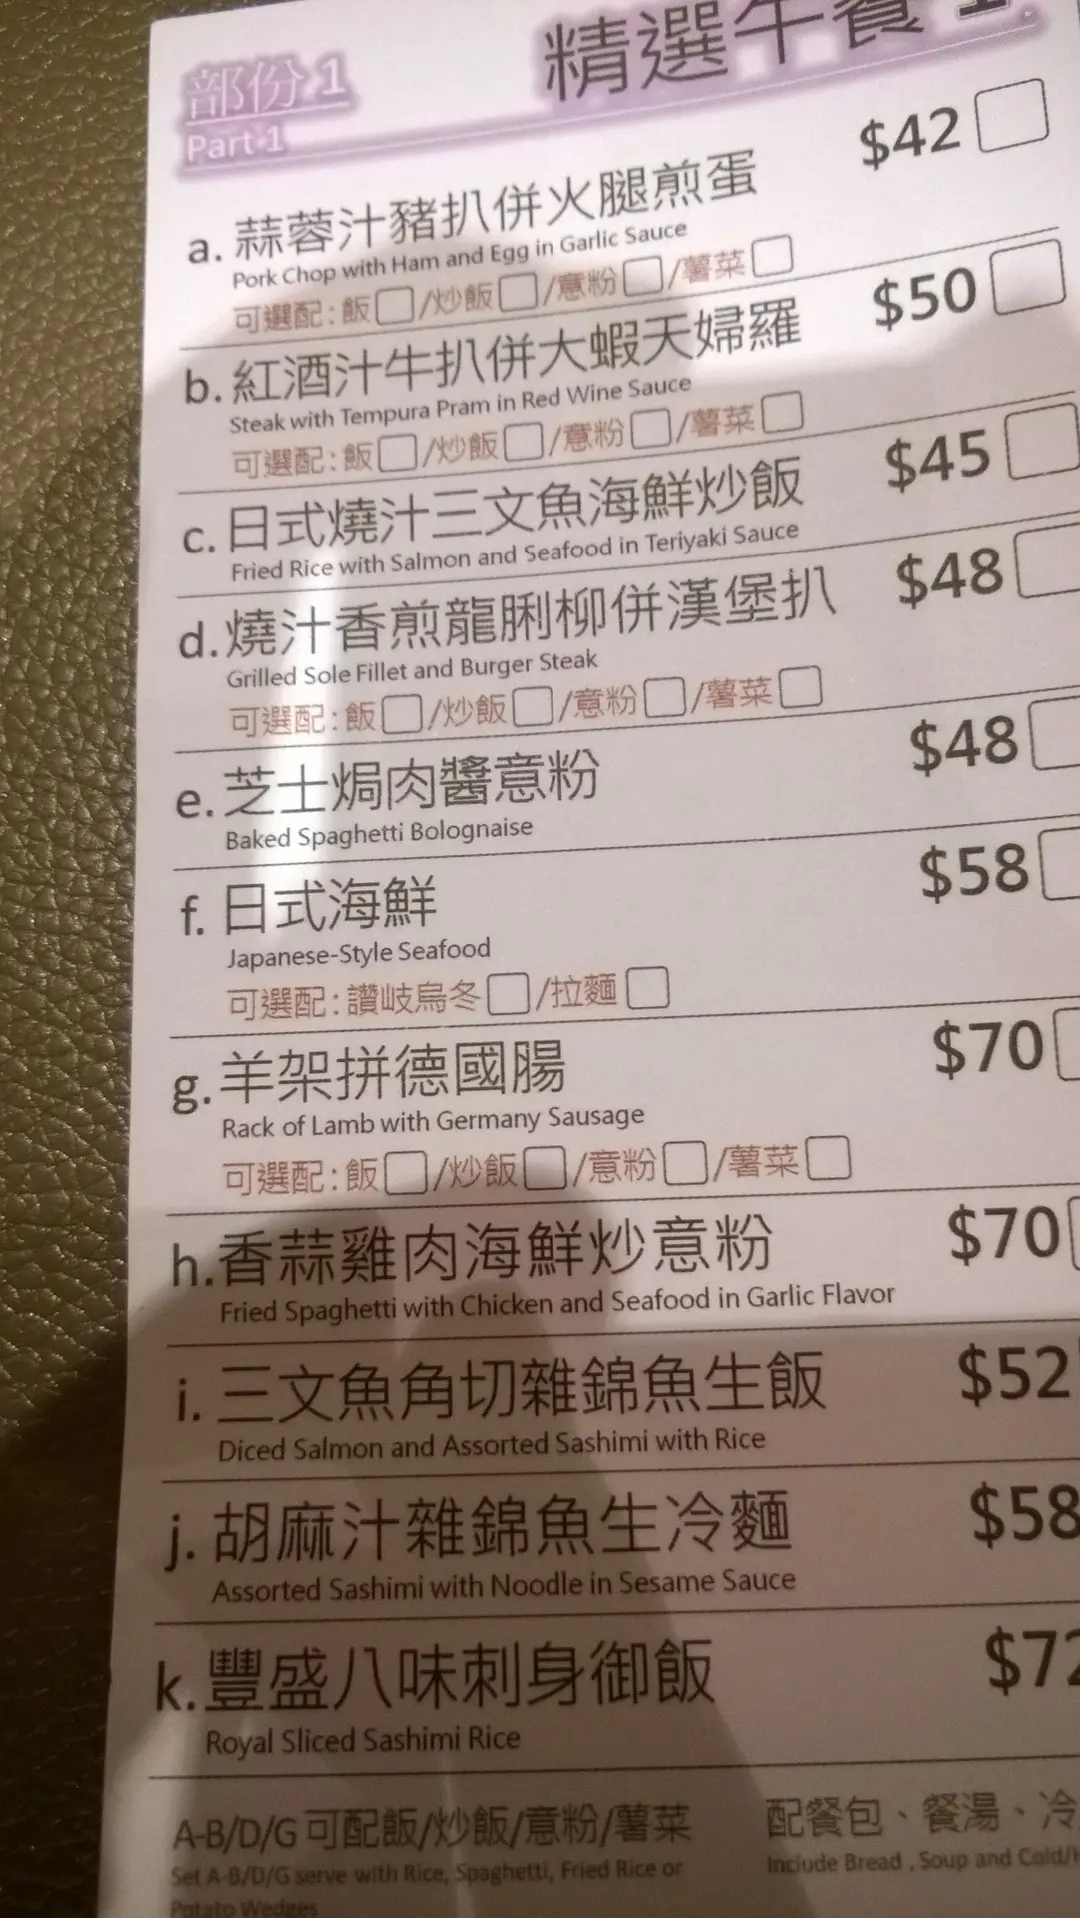 部份 1
精選午餐 1
Part 1
$42
a. 蒜蓉汁豬扒併火腿煎蛋
Pork Chop with Ham and Egg in Garlic Sauce
可選配：飯□/炒飯□/意粉□/薯菜□
$50
b. 紅酒汁牛扒併大蝦天婦羅
Steak with Tempura Pram in Red Wine Sauce
可選配：飯□/炒飯□/意粉□/薯菜□
$45
c. 日式燒汁三文魚海鮮炒飯
Fried Rice with Salmon and Seafood in Teriyaki Sauce
$48
d. 燒汁香煎龍脷柳併漢堡扒
Grilled Sole Fillet and Burger Steak
可選配：飯□/炒飯□/意粉□/薯菜□
$48
e. 芝士焗肉醬意粉
Baked Spaghetti Bolognaise
$58
f. 日式海鮮
Japanese-Style Seafood
可選配：讚岐烏冬□/拉麵□
$70
g. 羊架拼德國腸
Rack of Lamb with Germany Sausage
可選配：飯□/炒飯□/意粉□/薯菜□
$70
h. 香蒜雞肉海鮮炒意粉
Fried Spaghetti with Chicken and Seafood in Garlic Flavor
$52
i. 三文魚角切雜錦魚生飯
Diced Salmon and Assorted Sashimi with Rice
$58
j. 胡麻汁雜錦魚生冷麵
Assorted Sashimi with Noodle in Sesame Sauce
$72
k. 豐盛八味刺身御飯
Royal Sliced Sashimi Rice
A-B/D/G 可配飯/炒飯/意粉/薯菜
Set A-B/D/G serve with Rice, Spaghetti, Fried Rice or
Potato Wedges
配餐包、餐湯、冷
Include Bread , Soup and Cold/